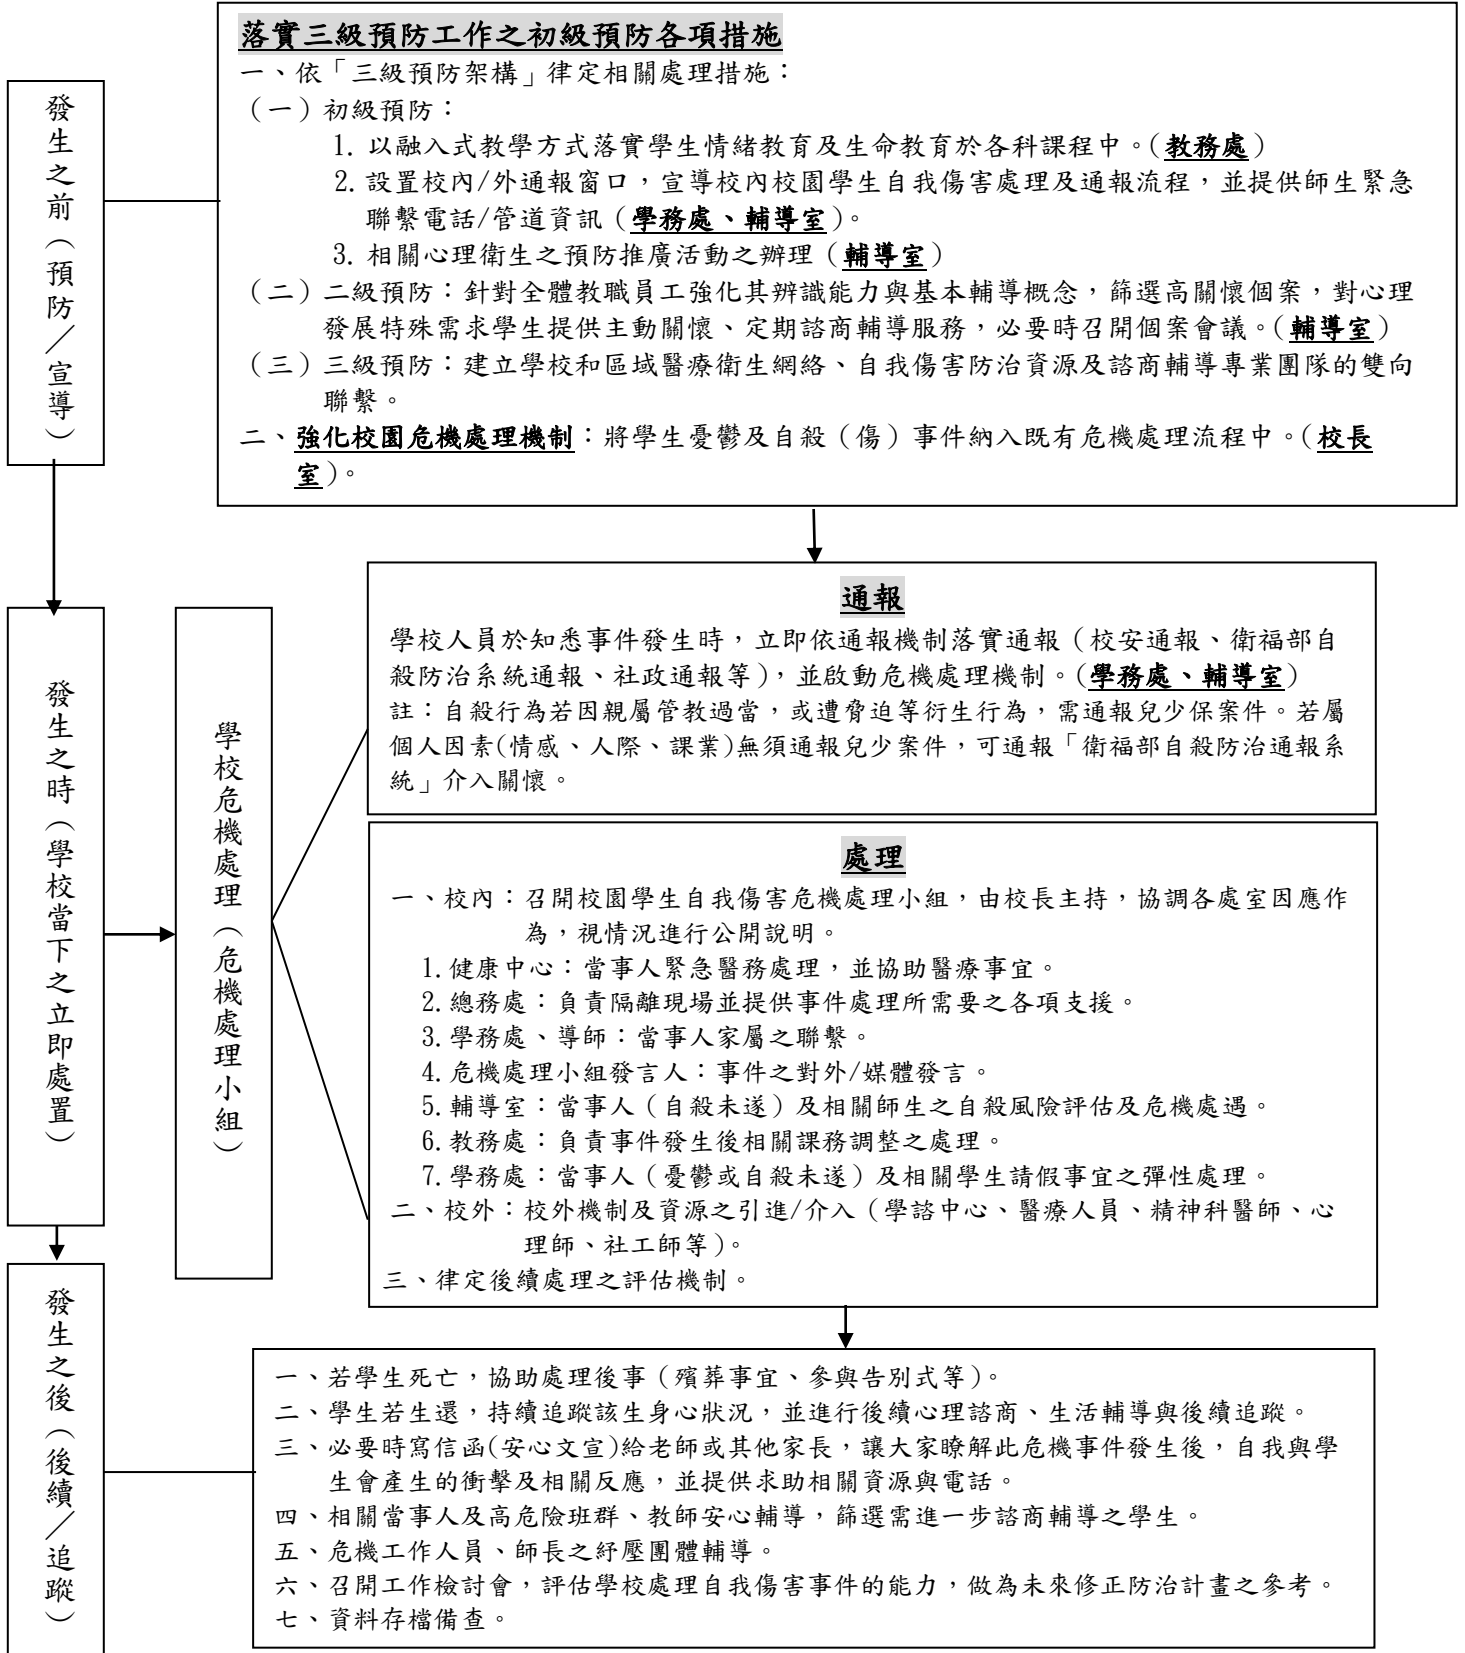 落實三級預防工作之初級預防各項措施
一、依「三級預防架構」律定相關處理措施：
（一）初級預防：
1. 以融入式教學方式落實學生情緒教育及生命教育於各科課程中。(教務處)
2. 設置校內/外通報窗口，宣導校內校園學生自我傷害處理及通報流程，並提供師生緊急
聯繫電話/管道資訊（學務處、輔導室）。
3. 相關心理衛生之預防推廣活動之辦理（輔導室）
（二）二級預防：針對全體教職員工強化其辨識能力與基本輔導概念，篩選高關懷個案，對心理
發展特殊需求學生提供主動關懷、定期諮商輔導服務，必要時召開個案會議。(輔導室)
（三）三級預防：建立學校和區域醫療衛生網絡、自我傷害防治資源及諮商輔導專業團隊的雙向
聯繫。
二、強化校園危機處理機制：將學生憂鬱及自殺（傷）事件納入既有危機處理流程中。(校長
室)。
發生之前（預防／宣導）
通報
學校人員於知悉事件發生時，立即依通報機制落實通報（校安通報、衛福部自
殺防治系統通報、社政通報等），並啟動危機處理機制。(學務處、輔導室)
註：自殺行為若因親屬管教過當，或遭脅迫等衍生行為，需通報兒少保案件。若屬
個人因素(情感、人際、課業)無須通報兒少案件，可通報「衛福部自殺防治通報系
統」介入關懷。
發生之時（學校當下之立即處置）
學校危機處理（危機處理小組）
處理
一、校內：召開校園學生自我傷害危機處理小組，由校長主持，協調各處室因應作
為，視情況進行公開說明。
1.健康中心：當事人緊急醫務處理，並協助醫療事宜。
2.總務處：負責隔離現場並提供事件處理所需要之各項支援。
3.學務處、導師：當事人家屬之聯繫。
4.危機處理小組發言人：事件之對外/媒體發言。
5.輔導室：當事人（自殺未遂）及相關師生之自殺風險評估及危機處遇。
6.教務處：負責事件發生後相關課務調整之處理。
7.學務處：當事人（憂鬱或自殺未遂）及相關學生請假事宜之彈性處理。
二、校外：校外機制及資源之引進/介入（學諮中心、醫療人員、精神科醫師、心
理師、社工師等）。
三、律定後續處理之評估機制。
發生之後（後續／追蹤）
一、若學生死亡，協助處理後事（殯葬事宜、參與告別式等）。
二、學生若生還，持續追蹤該生身心狀況，並進行後續心理諮商、生活輔導與後續追蹤。
三、必要時寫信函(安心文宣)給老師或其他家長，讓大家瞭解此危機事件發生後，自我與學
生會產生的衝擊及相關反應，並提供求助相關資源與電話。
四、相關當事人及高危險班群、教師安心輔導，篩選需進一步諮商輔導之學生。
五、危機工作人員、師長之紓壓團體輔導。
六、召開工作檢討會，評估學校處理自我傷害事件的能力，做為未來修正防治計畫之參考。
七、資料存檔備查。